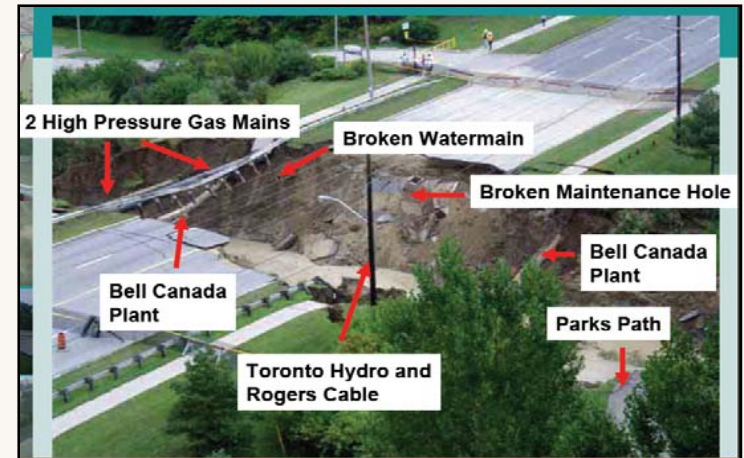 2 High Pressure Gas Mains
Broken Watermain
Broken Maintenance Hole
Bell Canada
Plant
Bell Canada
Plant
Parks Path
Toronto Hydro and
Rogers Cable